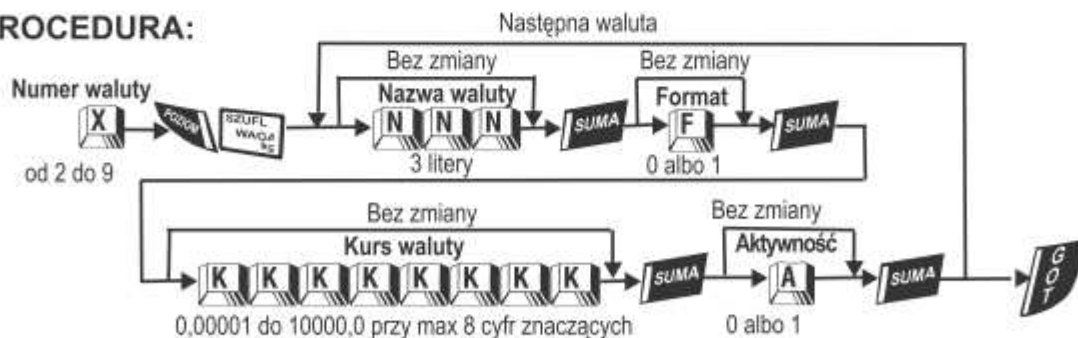 ROCEDURA:
Następna waluta
Bez zmiany
Bez zmiany
Numer waluty
Nazwa waluty
Format
X
POZIOM
SZUFL
WAGA
N N N
SUMA
F
SUMA
od 2 do 9
3 litery
0 albo 1
Bez zmiany
Bez zmiany
Kurs waluty
Aktywność
K K K K K K K K
SUMA
A
SUMA
GOT
0,00001 do 10000,0 przy max 8 cyfr znaczących
0 albo 1